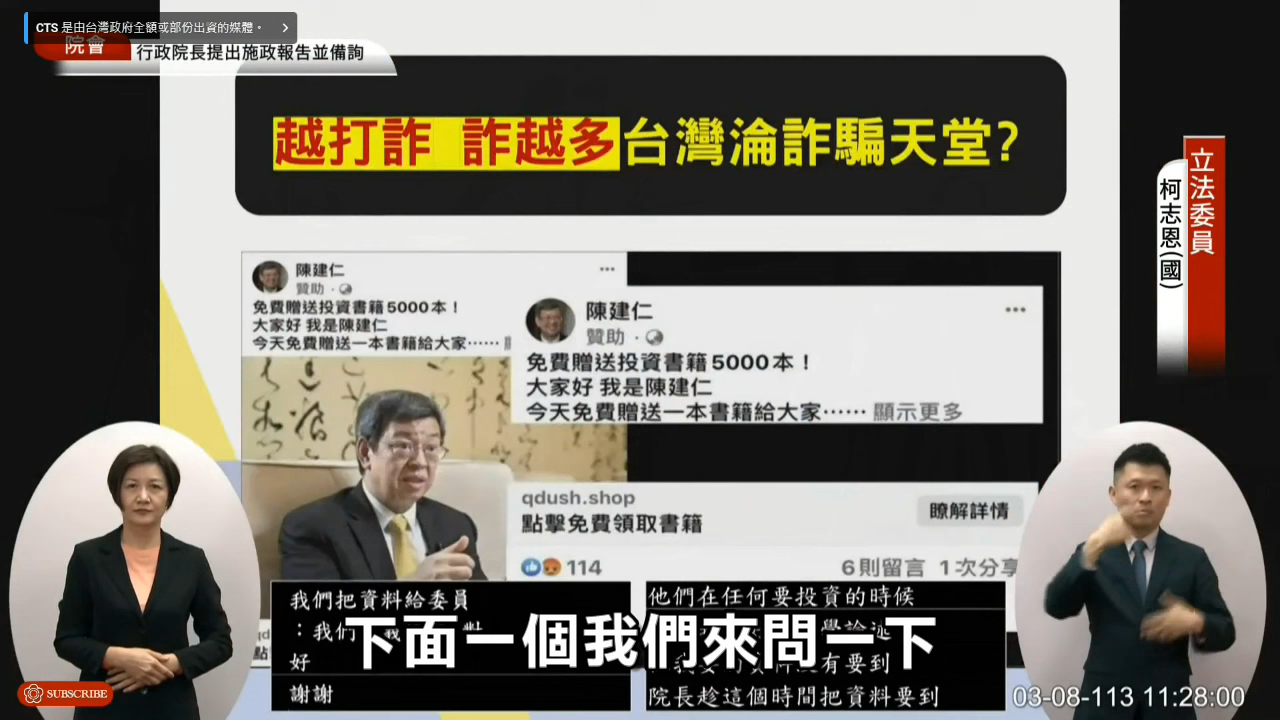 CTS 是由台灣政府全額或部份出資的媒體。
院會
行政院長提出施政報告並備詢
越打詐 詐越多台灣淪詐騙天堂?
立法委員
柯志恩(國)
陳建仁
贊助
免費贈送投資書籍5000本！
大家好 我是陳建仁
今天免費贈送一本書籍給大家……
陳建仁
贊助
免費贈送投資書籍5000本！
大家好 我是陳建仁
今天免費贈送一本書籍給大家…… 顯示更多
qdush.shop
點擊免費領取書籍
瞭解詳情
114
6則留言 1次分享
我們把資料給委員
：我們
好
謝謝
他們在任何要投資的時候
有要到
院長趁這個時間把資料要到
下面一個我們來問一下
SUBSCRIBE
03-08-113 11:28:00